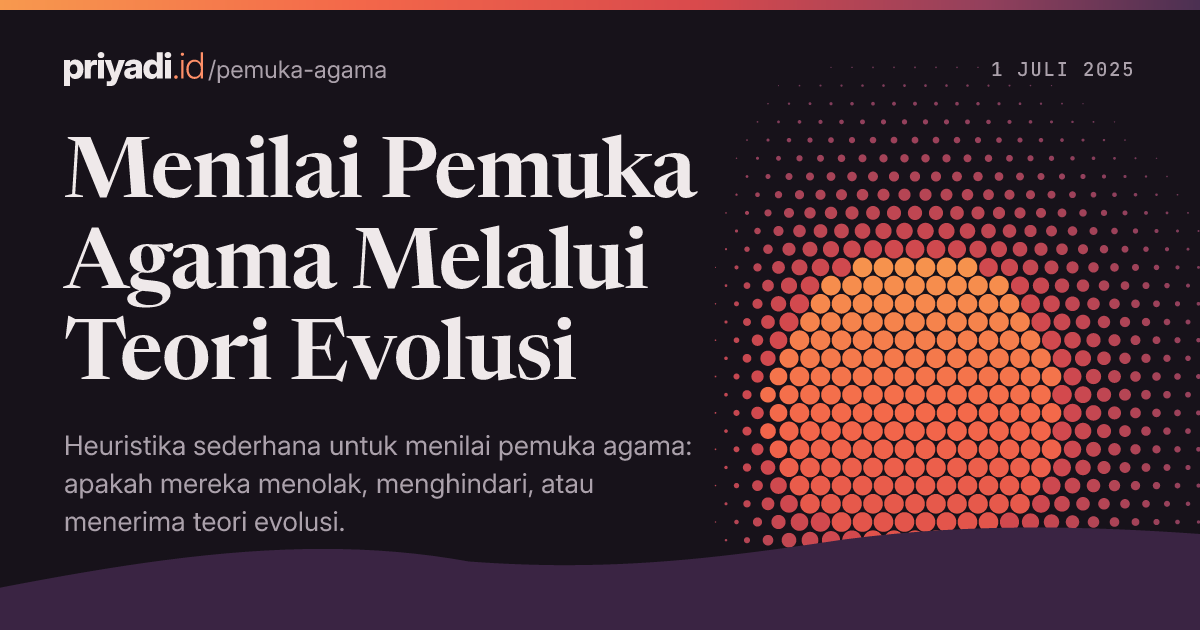 priyadi.id/pemuka-agama
1 JULI 2025
Menilai Pemuka
Agama Melalui
Teori Evolusi
Heuristika sederhana untuk menilai pemuka agama:
apakah mereka menolak, menghindari, atau
menerima teori evolusi.